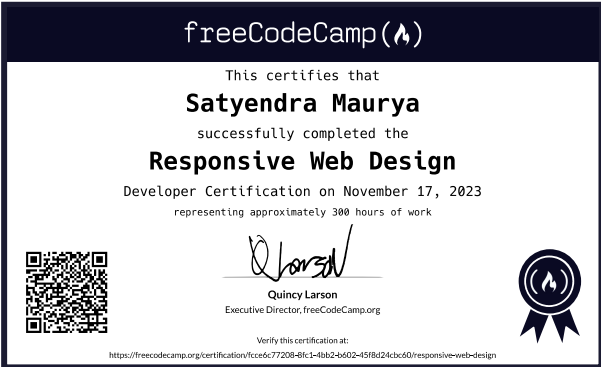 freeCodeCamp
This certifies that
Satyendra Maurya
successfully completed the
Responsive Web Design
Developer Certification on November 17, 2023
representing approximately 300 hours of work
Q Larson
Quincy Larson
Executive Director, freeCodeCamp.org
Verify this certification at:
https://freecodecamp.org/certification/fcce6c77208-8fc1-4bb2-b602-45f8d24cbc60/responsive-web-design